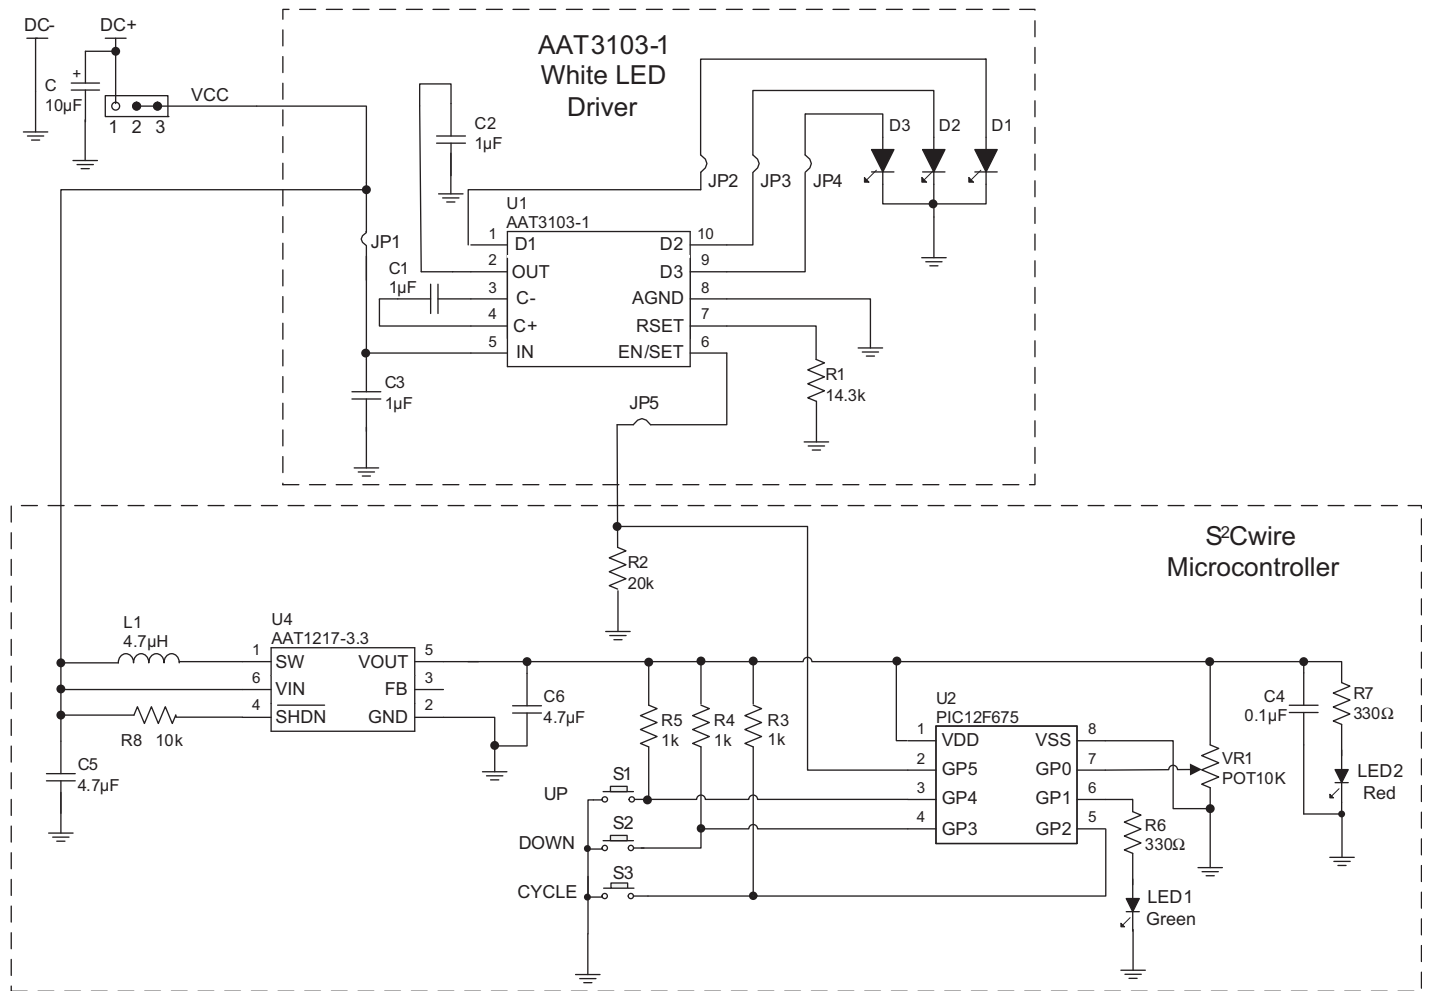 DC-
DC+
+
C
10µF
1 2 3
VCC
AAT3103-1
White LED
Driver
C2
1µF
D3
D2
D1
JP2
JP3
JP4
JP1
U1
AAT3103-1
1
D1
2
OUT
3
C-
4
C+
5
IN
D2
10
D3
9
AGND
8
RSET
7
EN/SET
6
C1
1µF
C3
1µF
R1
14.3k
JP5
S²Cwire
Microcontroller
R2
20k
L1
4.7µH
U4
AAT1217-3.3
1
SW
6
VIN
4
SHDN
VOUT
5
FB
3
GND
2
R8 10k
C5
4.7µF
C6
4.7µF
R5
1k
R4
1k
R3
1k
UP
S1
DOWN
S2
CYCLE
S3
U2
PIC12F675
1
VDD
2
GP5
3
GP4
4
GP3
VSS
8
GP0
7
GP1
6
GP2
5
VR1
POT10K
C4
0.1µF
R7
330Ω
LED2
Red
R6
330Ω
LED1
Green